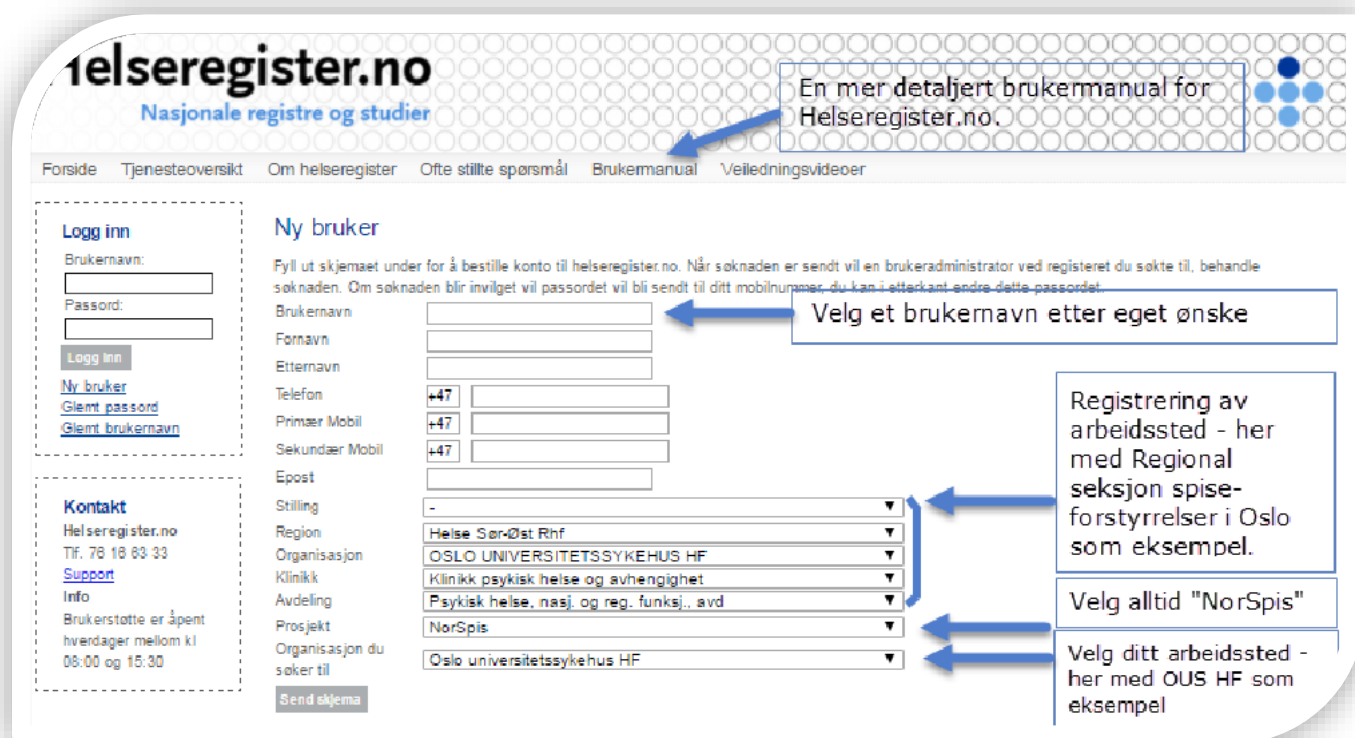 Helseregister.no
Nasjonale registre og studier
En mer detaljert brukermanual for
Helseregister.no.
Forside Tjenesteoversikt Om helseregister Ofte stillte spørsmål Brukermanual Veiledningsvideoer
Logg inn
Brukernavn:
Passord:
Logg Inn
Ny bruker
Glemt passord
Glemt brukernavn
Kontakt
Helseregister.no
Tlf. 76 16 63 33
Support
Info
Brukerstøtte er åpent
hverdager mellom kl
08:00 og 15:30
Ny bruker
Fyll ut skjemaet under for å bestille konto til helseregister.no. Når søknaden er sendt vil en brukeradministrator ved registeret du søkte til, behandle
søknaden. Om søknaden blir invilget vil passordet vil bli sendt til ditt mobilnummer, du kan i etterkant endre dette passordet.
Brukernavn
Velg et brukernavn etter eget ønske
Fornavn
Etternavn
Telefon +47
Primær Mobil +47
Sekundær Mobil +47
Epost
Stilling -
Region Helse Sør-Øst Rhf
Organisasjon OSLO UNIVERSITETSSYKEHUS HF
Klinikk Klinikk psykisk helse og avhengighet
Avdeling Psykisk helse, nasj. og reg. funksj., avd
Prosjekt NorSpis
Organisasjon du
søker til Oslo universitetssykehus HF
Send skjema
Registrering av
arbeidssted - her
med Regional
seksjon spise-
forstyrrelser i Oslo
som eksempel.
Velg alltid "NorSpis"
Velg ditt arbeidssted -
her med OUS HF som
eksempel